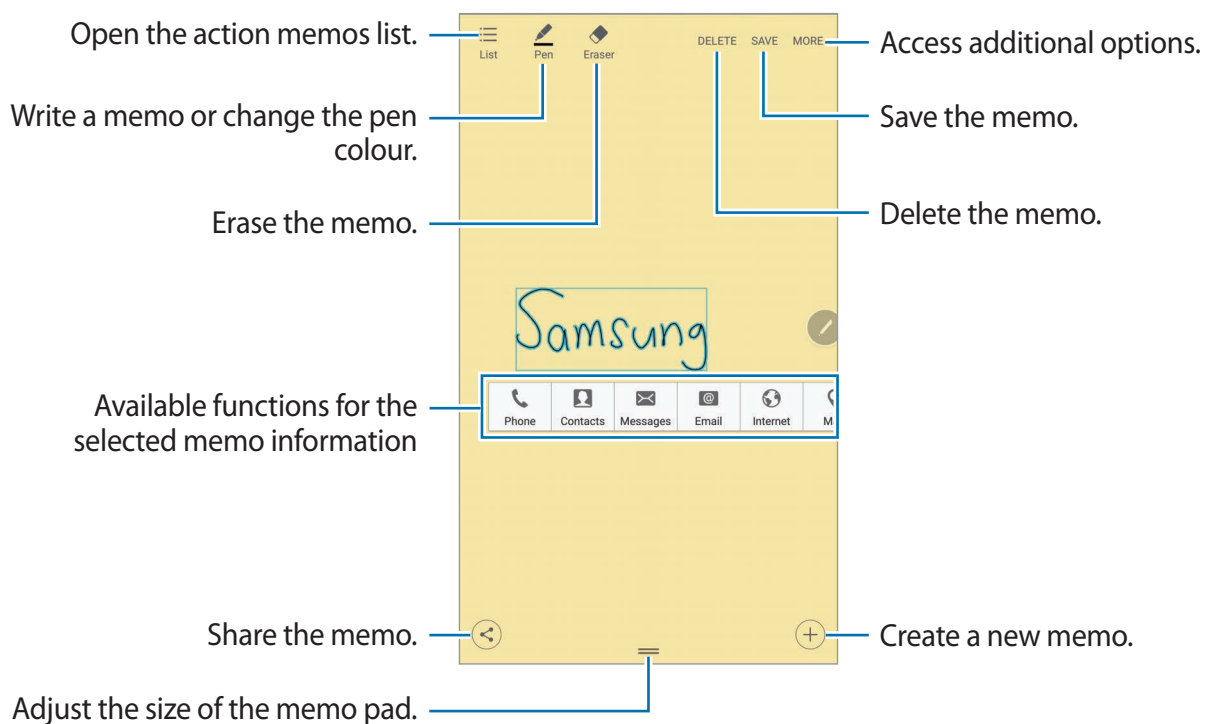 Open the action memos list.
Write a memo or change the pen
colour.
Erase the memo.
Available functions for the
selected memo information
Share the memo.
Adjust the size of the memo pad.
List Pen Eraser DELETE SAVE MORE
Samsung
Phone Contacts Messages Email Internet
Access additional options.
Save the memo.
Delete the memo.
Create a new memo.